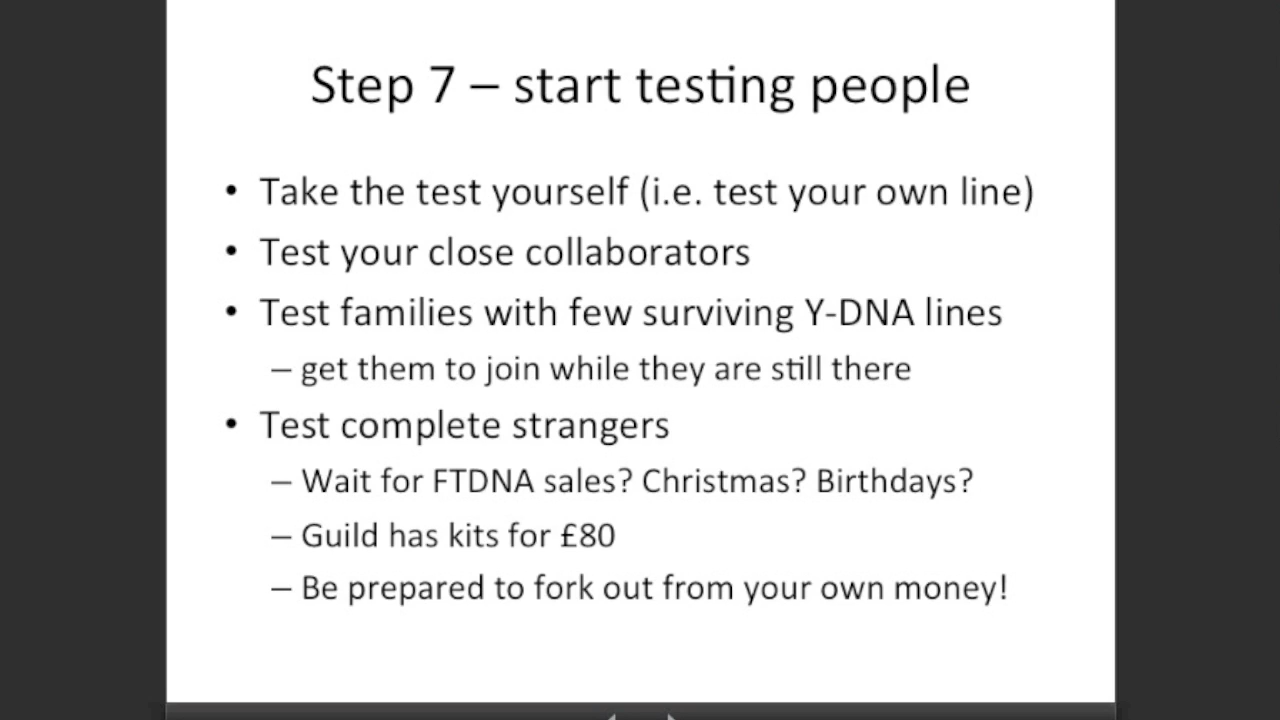 Step 7 – start testing people
• Take the test yourself (i.e. test your own line)
• Test your close collaborators
• Test families with few surviving Y-DNA lines
– get them to join while they are still there
• Test complete strangers
– Wait for FTDNA sales? Christmas? Birthdays?
– Guild has kits for £80
– Be prepared to fork out from your own money!